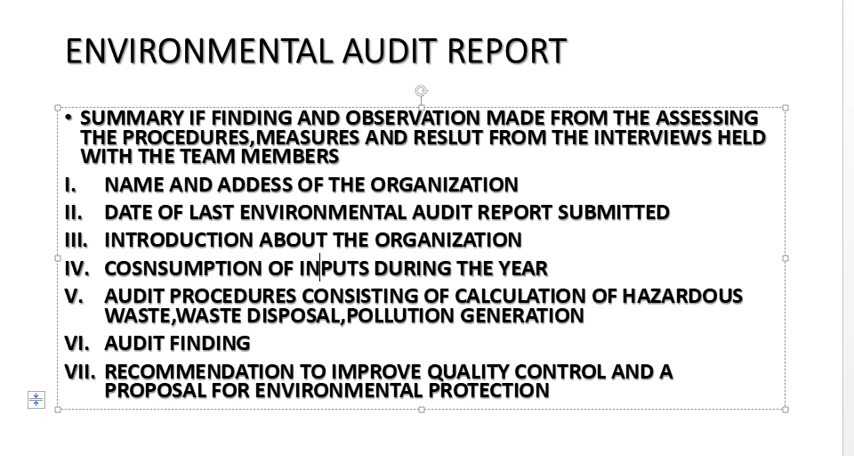 ENVIRONMENTAL AUDIT REPORT
• SUMMARY IF FINDING AND OBSERVATION MADE FROM THE ASSESSING
THE PROCEDURES,MEASURES AND RESLUT FROM THE INTERVIEWS HELD
WITH THE TEAM MEMBERS
I. NAME AND ADDESS OF THE ORGANIZATION
II. DATE OF LAST ENVIRONMENTAL AUDIT REPORT SUBMITTED
III. INTRODUCTION ABOUT THE ORGANIZATION
IV. COSNSUMPTION OF INPUTS DURING THE YEAR
V. AUDIT PROCEDURES CONSISTING OF CALCULATION OF HAZARDOUS
WASTE,WASTE DISPOSAL,POLLUTION GENERATION
VI. AUDIT FINDING
VII. RECOMMENDATION TO IMPROVE QUALITY CONTROL AND A
PROPOSAL FOR ENVIRONMENTAL PROTECTION